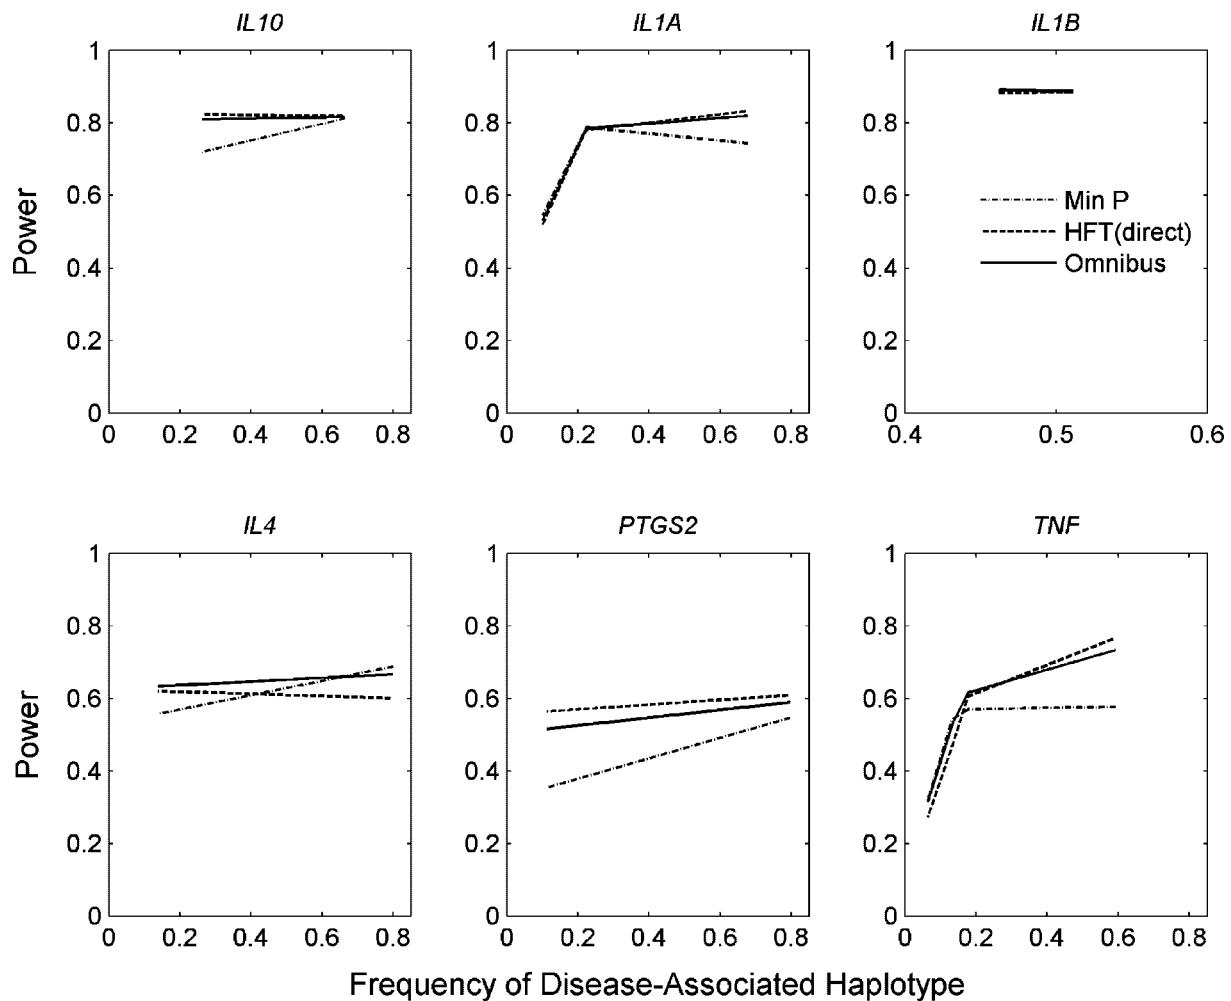 IL10 IL1A IL1B
1 1 1
0.8 0.8 0.8
0.6 0.6 0.6
0.4 0.4 0.4
0.2 0.2 0.2
0 0 0
0 0.2 0.4 0.6 0.8 0 0.2 0.4 0.6 0.8 0.4 0.5 0.6
Power
Min P
HFT(direct)
Omnibus
IL4 PTGS2 TNF
1 1 1
0.8 0.8 0.8
0.6 0.6 0.6
0.4 0.4 0.4
0.2 0.2 0.2
0 0 0
0 0.2 0.4 0.6 0.8 0 0.2 0.4 0.6 0.8 0 0.2 0.4 0.6 0.8
Power
Frequency of Disease-Associated Haplotype